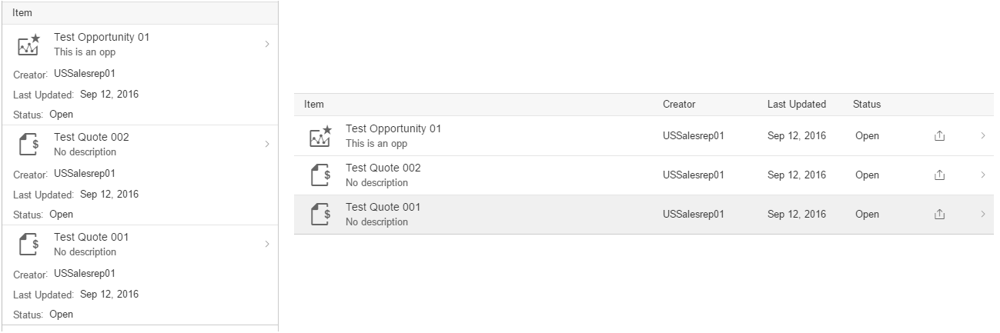 Item
Test Opportunity 01
This is an opp
Creator: USSalesrep01
Last Updated: Sep 12, 2016
Status: Open
Test Quote 002
No description
Creator: USSalesrep01
Last Updated: Sep 12, 2016
Status: Open
Test Quote 001
No description
Creator: USSalesrep01
Last Updated: Sep 12, 2016
Status: Open
Item Creator Last Updated Status
Test Opportunity 01
This is an opp
USSalesrep01 Sep 12, 2016 Open
Test Quote 002
No description
USSalesrep01 Sep 12, 2016 Open
Test Quote 001
No description
USSalesrep01 Sep 12, 2016 Open